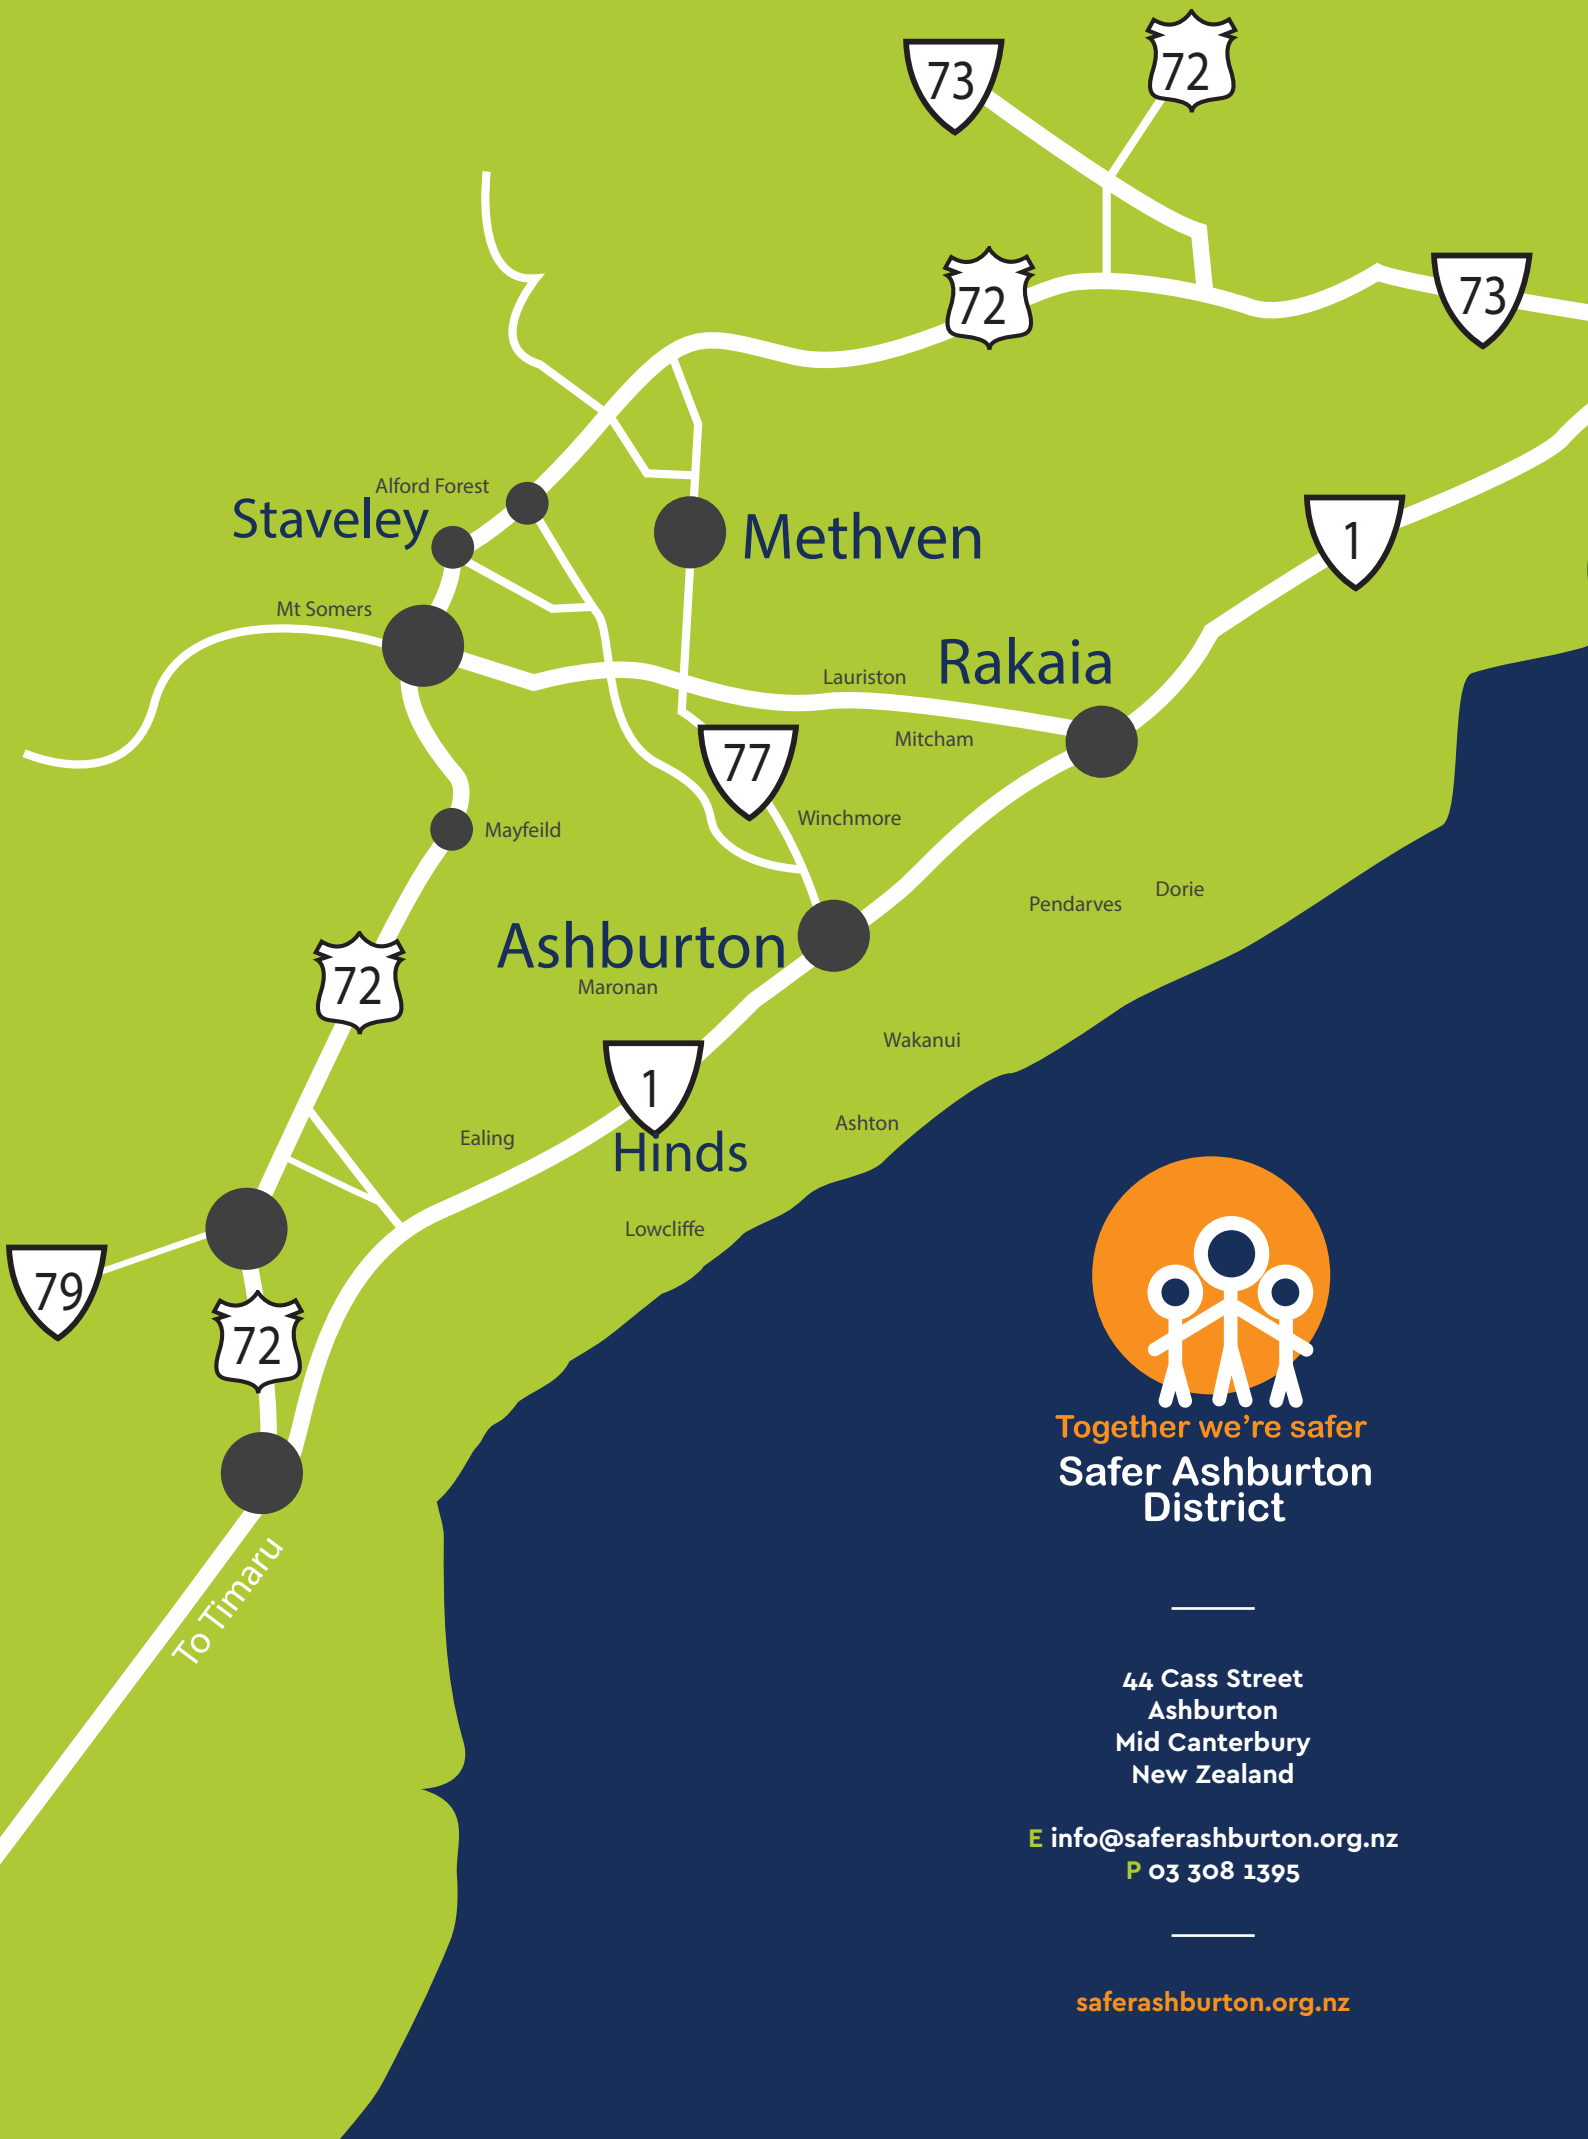 72
73
72
73
Alford Forest
Staveley
Methven
1
Mt Somers
Rakaia
Lauriston
Mitcham
77
Winchmore
Mayfeild
Dorie
Pendarves
Ashburton
72
Maronan
Wakanui
1
Ashton
Ealing
Hinds
Lowcliffe
79
72
To Timaru
Together we're safer
Safer Ashburton
District
44 Cass Street
Ashburton
Mid Canterbury
New Zealand
E info@saferashburton.org.nz
P 03 308 1395
saferashburton.org.nz